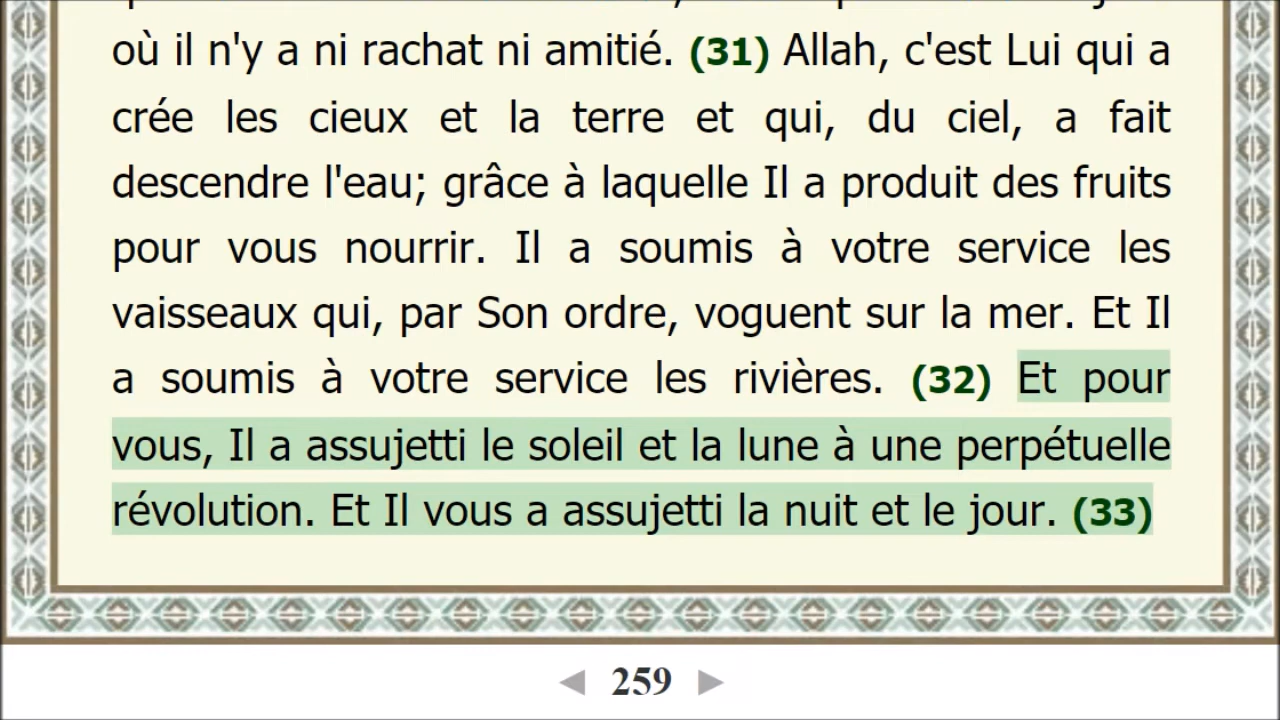 où il n'y a ni rachat ni amitié. (31) Allah, c'est Lui qui a
crée les cieux et la terre et qui, du ciel, a fait
descendre l'eau; grâce à laquelle Il a produit des fruits
pour vous nourrir. Il a soumis à votre service les
vaisseaux qui, par Son ordre, voguent sur la mer. Et Il
a soumis à votre service les rivières. (32) Et pour
vous, Il a assujetti le soleil et la lune à une perpétuelle
révolution. Et Il vous a assujetti la nuit et le jour. (33)
259